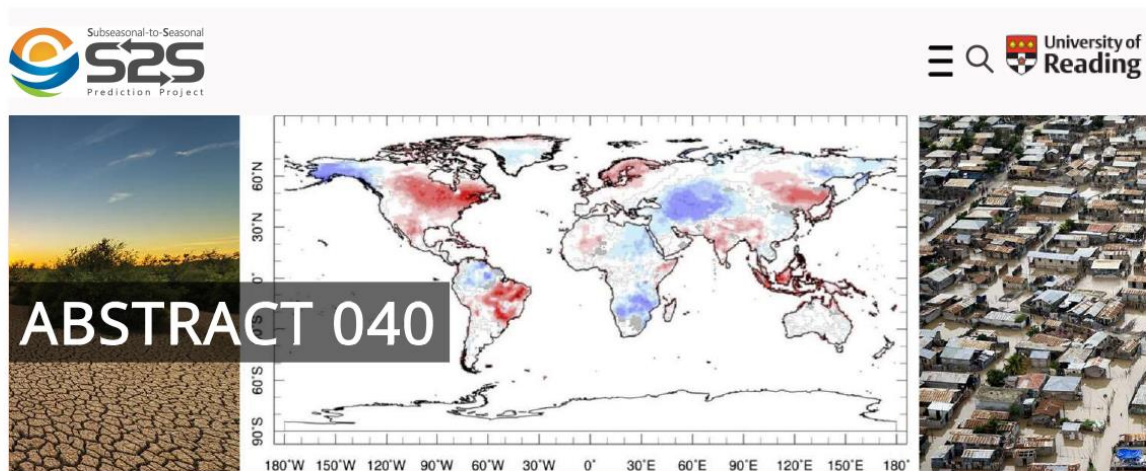 Subseasonal-to-Seasonal
S2S
Prediction Project
University of
Reading
60°N
30°N
0°
60°S
90°S
ABSTRACT 040
180°W 150°W 120°W 90°W 60°W 30°W 0° 30°E 60°E 90°E 120°E 150°E 180°